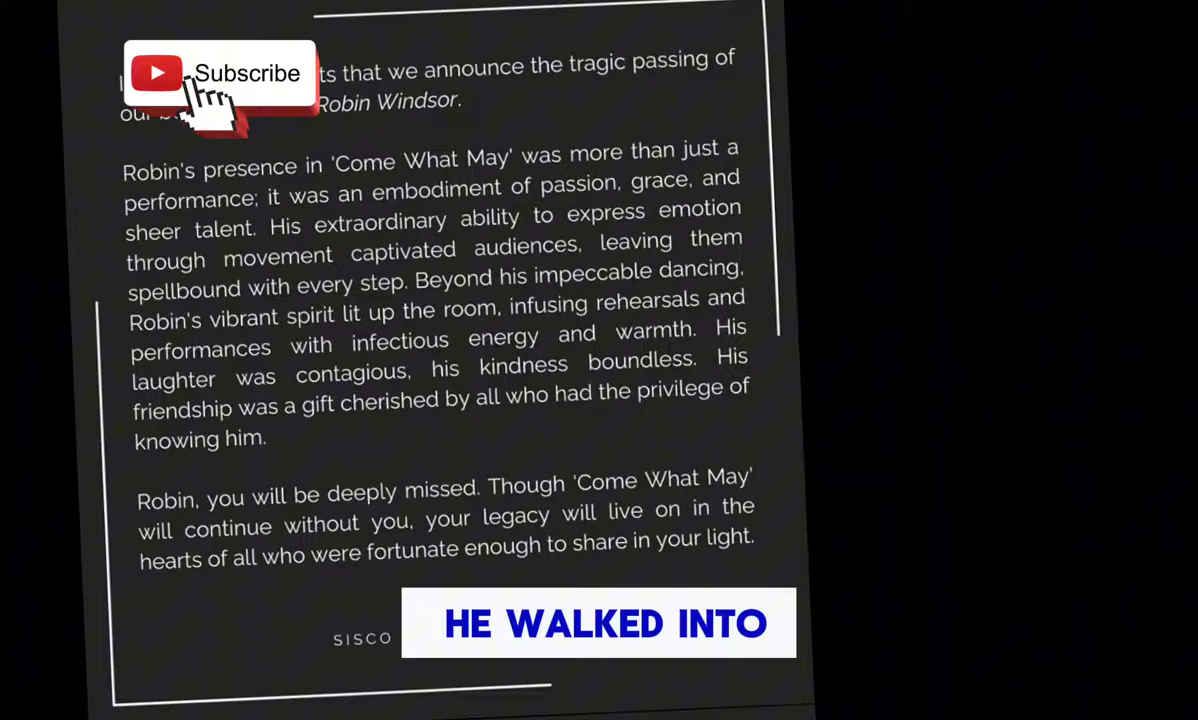 Subscribe
ts that we announce the tragic passing of
our Robin Windsor.
Robin's presence in 'Come What May' was more than just a
performance; it was an embodiment of passion, grace, and
sheer talent. His extraordinary ability to express emotion
through movement captivated audiences, leaving them
spellbound with every step. Beyond his impeccable dancing,
Robin's vibrant spirit lit up the room, infusing rehearsals and
performances with infectious energy and warmth. His
laughter was contagious, his kindness boundless. His
friendship was a gift cherished by all who had the privilege of
knowing him.
Robin, you will be deeply missed. Though 'Come What May'
will continue without you, your legacy will live on in the
hearts of all who were fortunate enough to share in your light.
SISCO
HE WALKED INTO